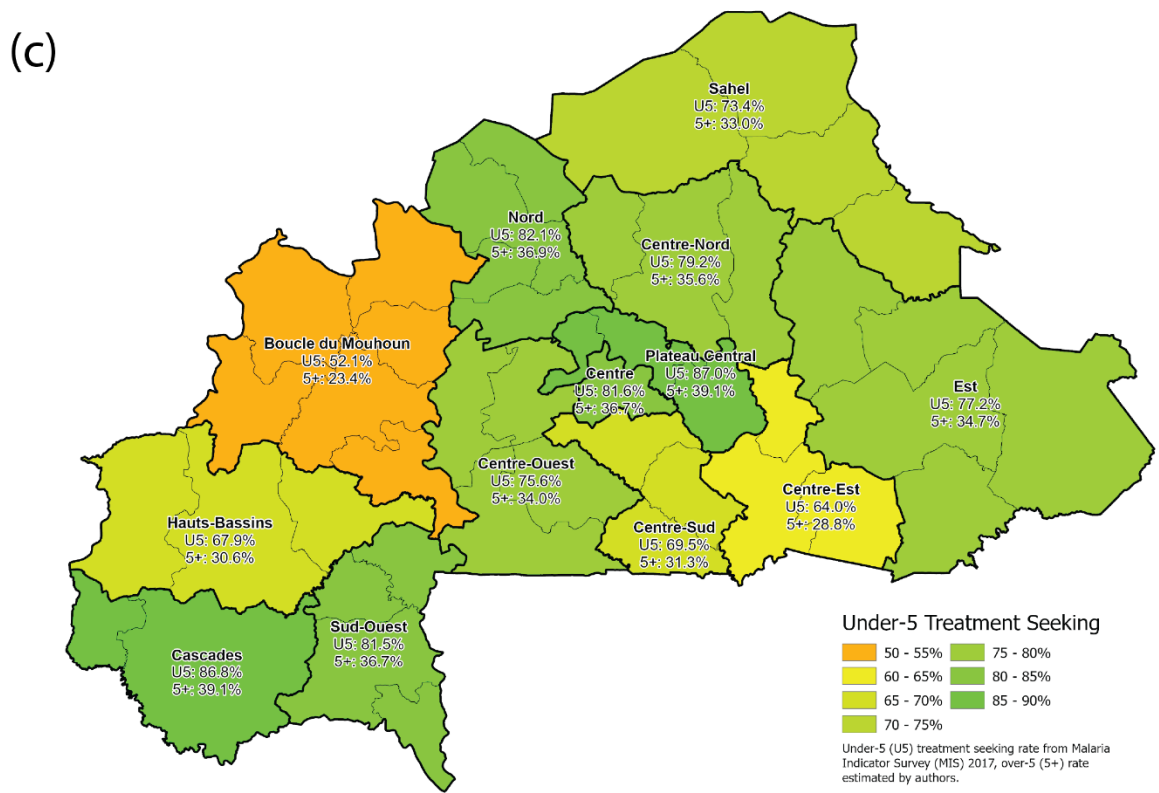 (c)
Sahel
U5: 73.4%
5+: 33.0%
Nord
U5: 82.1%
5+: 36.9%
Centre-Nord
U5: 79.2%
5+: 35.6%
Boucle du Mouhoun
U5: 52.1%
5+: 23.4%
Plateau Central
U5: 87.0%
5+: 39.1%
Centre
U5: 81.6%
5+: 36.7%
Est
U5: 77.2%
5+: 34.7%
Centre-Ouest
U5: 75.6%
5+: 34.0%
Centre-Est
U5: 64.0%
5+: 28.8%
Hauts-Bassins
U5: 67.9%
5+: 30.6%
Centre-Sud
U5: 69.5%
5+: 31.3%
Sud-Ouest
U5: 81.5%
5+: 36.7%
Cascades
U5: 86.8%
5+: 39.1%
Under-5 Treatment Seeking
50 - 55%
60 - 65%
65 - 70%
70 - 75%
75 - 80%
80 - 85%
85 - 90%
Under-5 (U5) treatment seeking rate from Malaria
Indicator Survey (MIS) 2017, over-5 (5+) rate
estimated by authors.